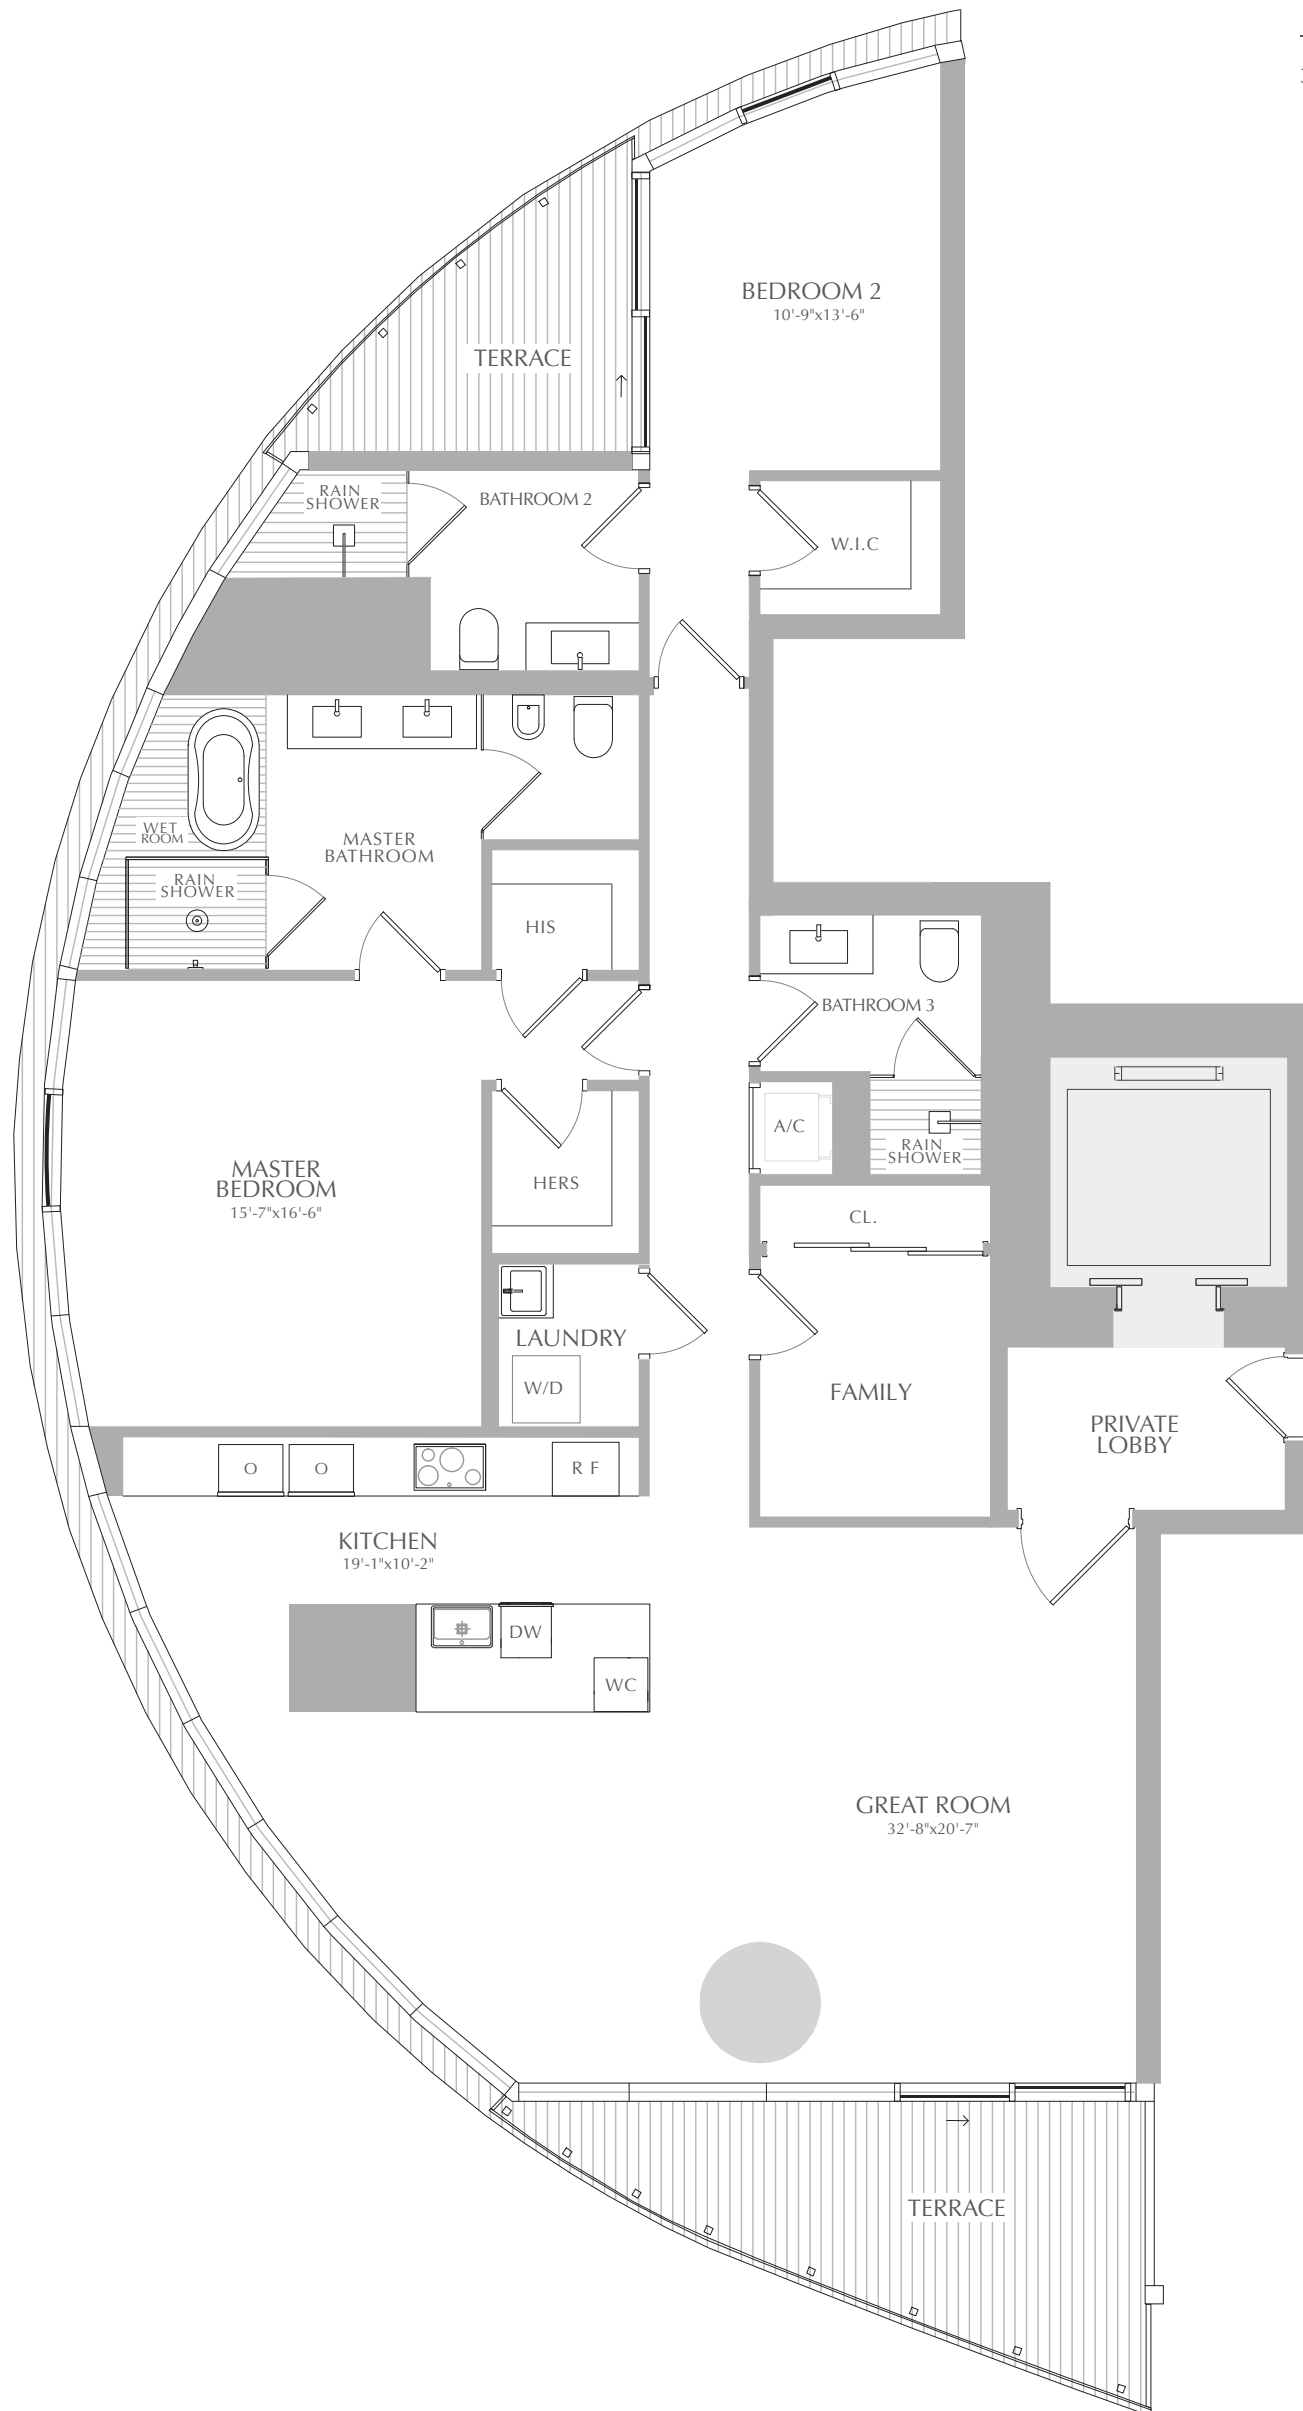 BEDROOM 2
10'-9"x13'-6"
TERRACE
RAIN
SHOWER
BATHROOM 2
W.I.C
WET
ROOM
MASTER
BATHROOM
RAIN
SHOWER
HIS
BATHROOM 3
A/C
RAIN
SHOWER
MASTER
BEDROOM
15'-7"x16'-6"
HERS
CL.
LAUNDRY
W/D
FAMILY
PRIVATE
LOBBY
O
O
R F
KITCHEN
19'-1"x10'-2"
DW
WC
GREAT ROOM
32'-8"x20'-7"
TERRACE